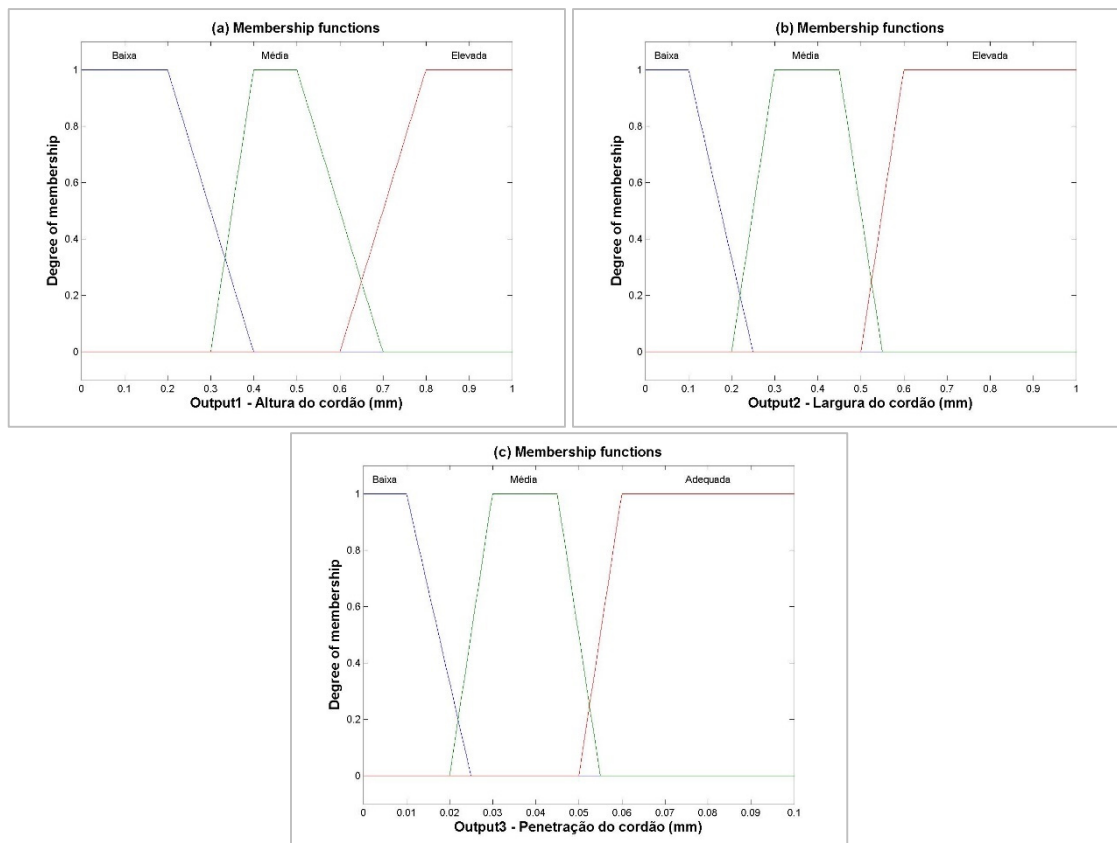 (a) Membership functions
Baixa Média Elevada
1
0.8
0.6
0.4
0.2
0
Degree of membership
0 0.1 0.2 0.3 0.4 0.5 0.6 0.7 0.8 0.9 1
Output1 - Altura do cordão (mm)
(b) Membership functions
Baixa Média Elevada
1
0.8
0.6
0.4
0.2
0
Degree of membership
0 0.1 0.2 0.3 0.4 0.5 0.6 0.7 0.8 0.9 1
Output2 - Largura do cordão (mm)
(c) Membership functions
Baixa Média Adequada
1
0.8
0.6
0.4
0.2
0
Degree of membership
0 0.01 0.02 0.03 0.04 0.05 0.06 0.07 0.08 0.09 0.1
Output3 - Penetração do cordão (mm)